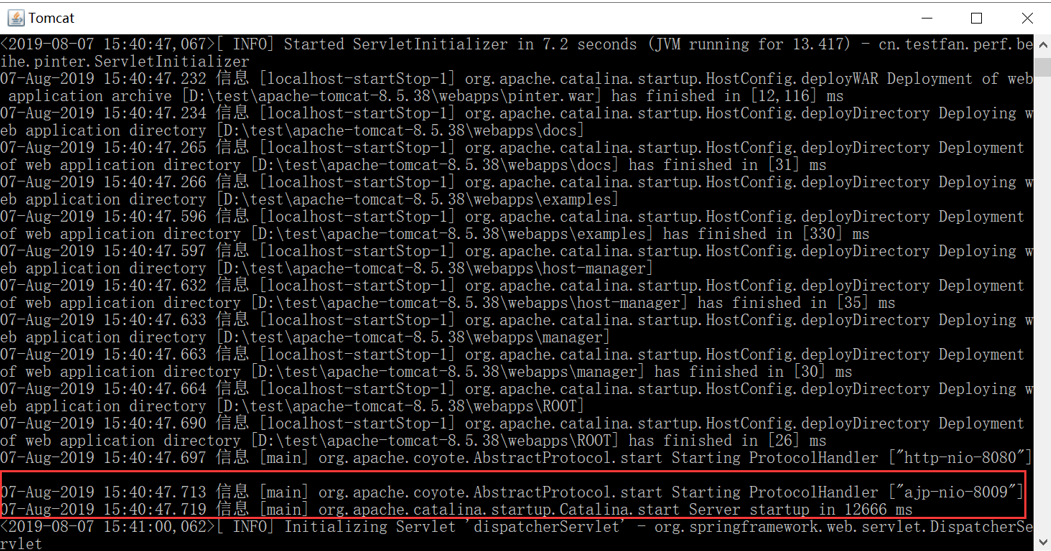 Tomcat
<2019-08-07 15:40:47,067>[ INFO] Started ServletInitializer in 7.2 seconds (JVM running for 13.417) - cn.testfan.perf.be
ihe.pinter.ServletInitializer
07-Aug-2019 15:40:47.232 信息 [localhost-startStop-1] org.apache.catalina.startup.HostConfig.deployWAR Deployment of web
 application archive [D:\test\apache-tomcat-8.5.38\webapps\pinter.war] has finished in [12,116] ms
07-Aug-2019 15:40:47.234 信息 [localhost-startStop-1] org.apache.catalina.startup.HostConfig.deployDirectory Deploying w
eb application directory [D:\test\apache-tomcat-8.5.38\webapps\docs]
07-Aug-2019 15:40:47.265 信息 [localhost-startStop-1] org.apache.catalina.startup.HostConfig.deployDirectory Deployment
of web application directory [D:\test\apache-tomcat-8.5.38\webapps\docs] has finished in [31] ms
07-Aug-2019 15:40:47.266 信息 [localhost-startStop-1] org.apache.catalina.startup.HostConfig.deployDirectory Deploying w
eb application directory [D:\test\apache-tomcat-8.5.38\webapps\examples]
07-Aug-2019 15:40:47.596 信息 [localhost-startStop-1] org.apache.catalina.startup.HostConfig.deployDirectory Deployment
of web application directory [D:\test\apache-tomcat-8.5.38\webapps\examples] has finished in [330] ms
07-Aug-2019 15:40:47.597 信息 [localhost-startStop-1] org.apache.catalina.startup.HostConfig.deployDirectory Deploying w
eb application directory [D:\test\apache-tomcat-8.5.38\webapps\host-manager]
07-Aug-2019 15:40:47.632 信息 [localhost-startStop-1] org.apache.catalina.startup.HostConfig.deployDirectory Deployment
of web application directory [D:\test\apache-tomcat-8.5.38\webapps\host-manager] has finished in [35] ms
07-Aug-2019 15:40:47.633 信息 [localhost-startStop-1] org.apache.catalina.startup.HostConfig.deployDirectory Deploying w
eb application directory [D:\test\apache-tomcat-8.5.38\webapps\manager]
07-Aug-2019 15:40:47.663 信息 [localhost-startStop-1] org.apache.catalina.startup.HostConfig.deployDirectory Deployment
of web application directory [D:\test\apache-tomcat-8.5.38\webapps\manager] has finished in [30] ms
07-Aug-2019 15:40:47.664 信息 [localhost-startStop-1] org.apache.catalina.startup.HostConfig.deployDirectory Deploying w
eb application directory [D:\test\apache-tomcat-8.5.38\webapps\ROOT]
07-Aug-2019 15:40:47.690 信息 [localhost-startStop-1] org.apache.catalina.startup.HostConfig.deployDirectory Deployment
of web application directory [D:\test\apache-tomcat-8.5.38\webapps\ROOT] has finished in [26] ms
07-Aug-2019 15:40:47.697 信息 [main] org.apache.coyote.AbstractProtocol.start Starting ProtocolHandler ["http-nio-8080"]
07-Aug-2019 15:40:47.713 信息 [main] org.apache.coyote.AbstractProtocol.start Starting ProtocolHandler ["ajp-nio-8009"]
07-Aug-2019 15:40:47.719 信息 [main] org.apache.catalina.startup.Catalina.start Server startup in 12666 ms
<2019-08-07 15:41:00,062>[ INFO] Initializing Servlet 'dispatcherServlet' - org.springframework.web.servlet.DispatcherSe
rvlet